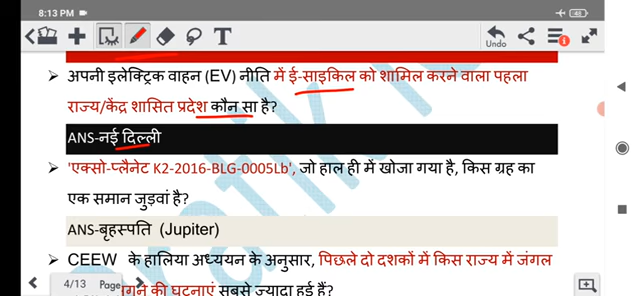 8:13 PM
48
Undo
➤ अपनी इलेक्ट्रिक वाहन (EV) नीति में ई-साइकिल को शामिल करने वाला पहला
राज्य/केंद्र शासित प्रदेश कौन सा है?
ANS-नई दिल्ली
➤ 'एक्सो-प्लैनेट K2-2016-BLG-0005Lb', जो हाल ही में खोजा गया है, किस ग्रह का
एक समान जुड़वां है?
ANS-बृहस्पति (Jupiter)
➤ CEEW के हालिया अध्ययन के अनुसार, पिछले दो दशकों में किस राज्य में जंगल
4/13 Page
की घटनाएं सबसे ज्यादा हुई हैं?